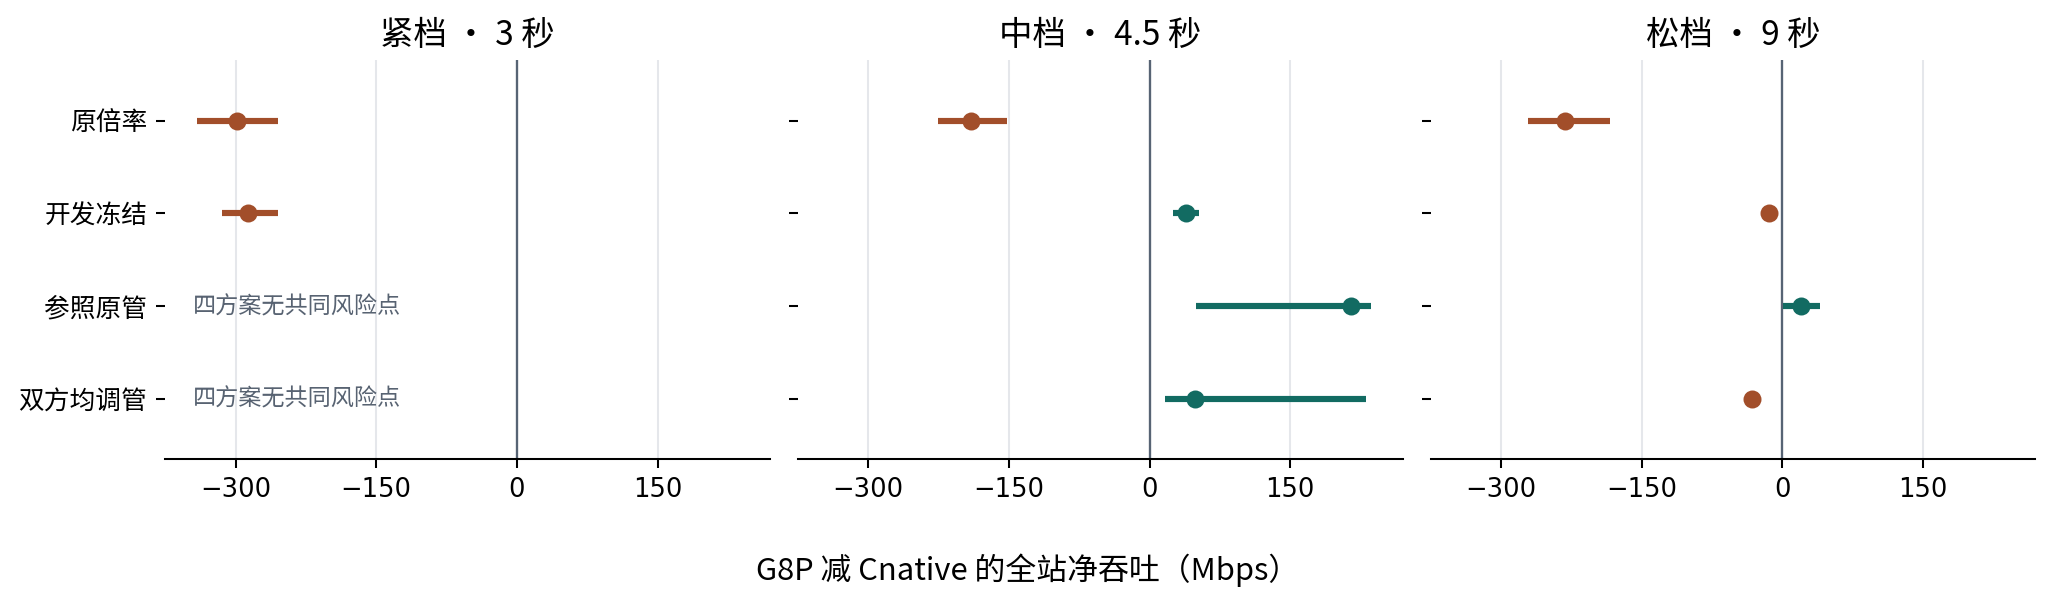 紧档 · 3 秒
中档 · 4.5 秒
松档 · 9 秒
原倍率
开发冻结
参照原管
四方案无共同风险点
双方均调管
四方案无共同风险点
−300 −150 0 150
−300 −150 0 150
−300 −150 0 150
G8P 减 Cnative 的全站净吞吐（Mbps）